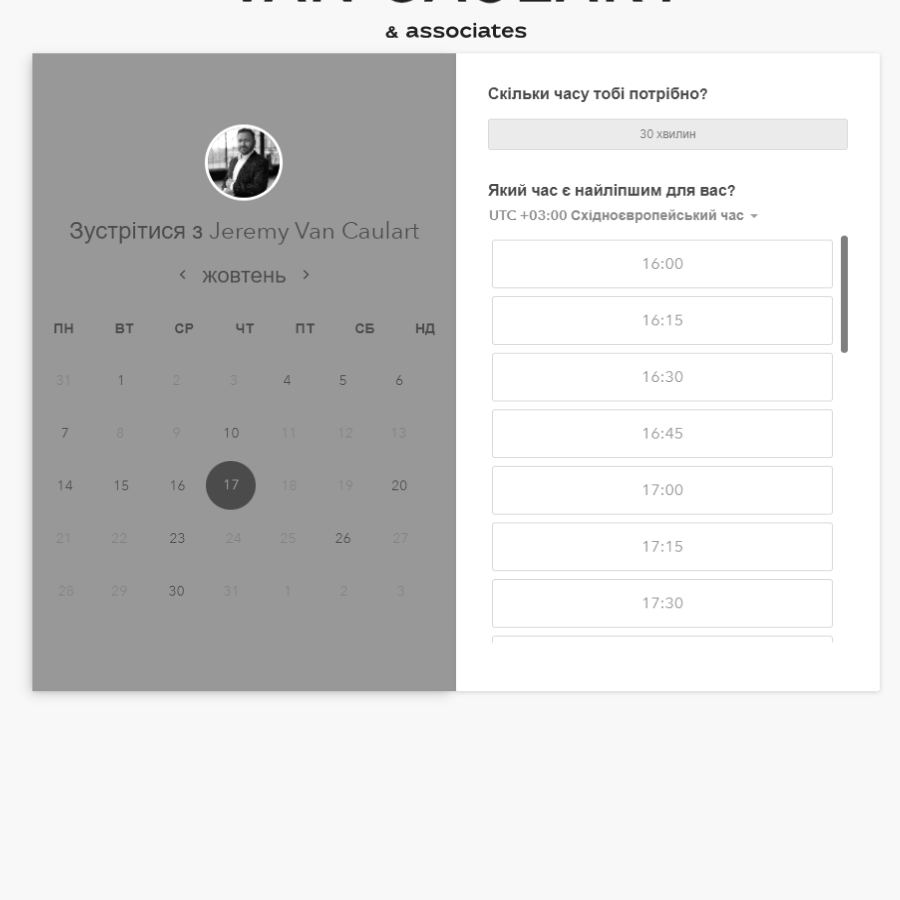 & associates
Зустрітися з Jeremy Van Caulart
жовтень
ПН ВТ СР ЧТ ПТ СБ НД
31 1 2 3 4 5 6
7 8 9 10 11 12 13
14 15 16 17 18 19 20
21 22 23 24 25 26 27
28 29 30 31 1 2 3
Скільки часу тобі потрібно?
30 хвилин
Який час є найліпшим для вас?
UTC +03:00 Східноєвропейський час
16:00
16:15
16:30
16:45
17:00
17:15
17:30